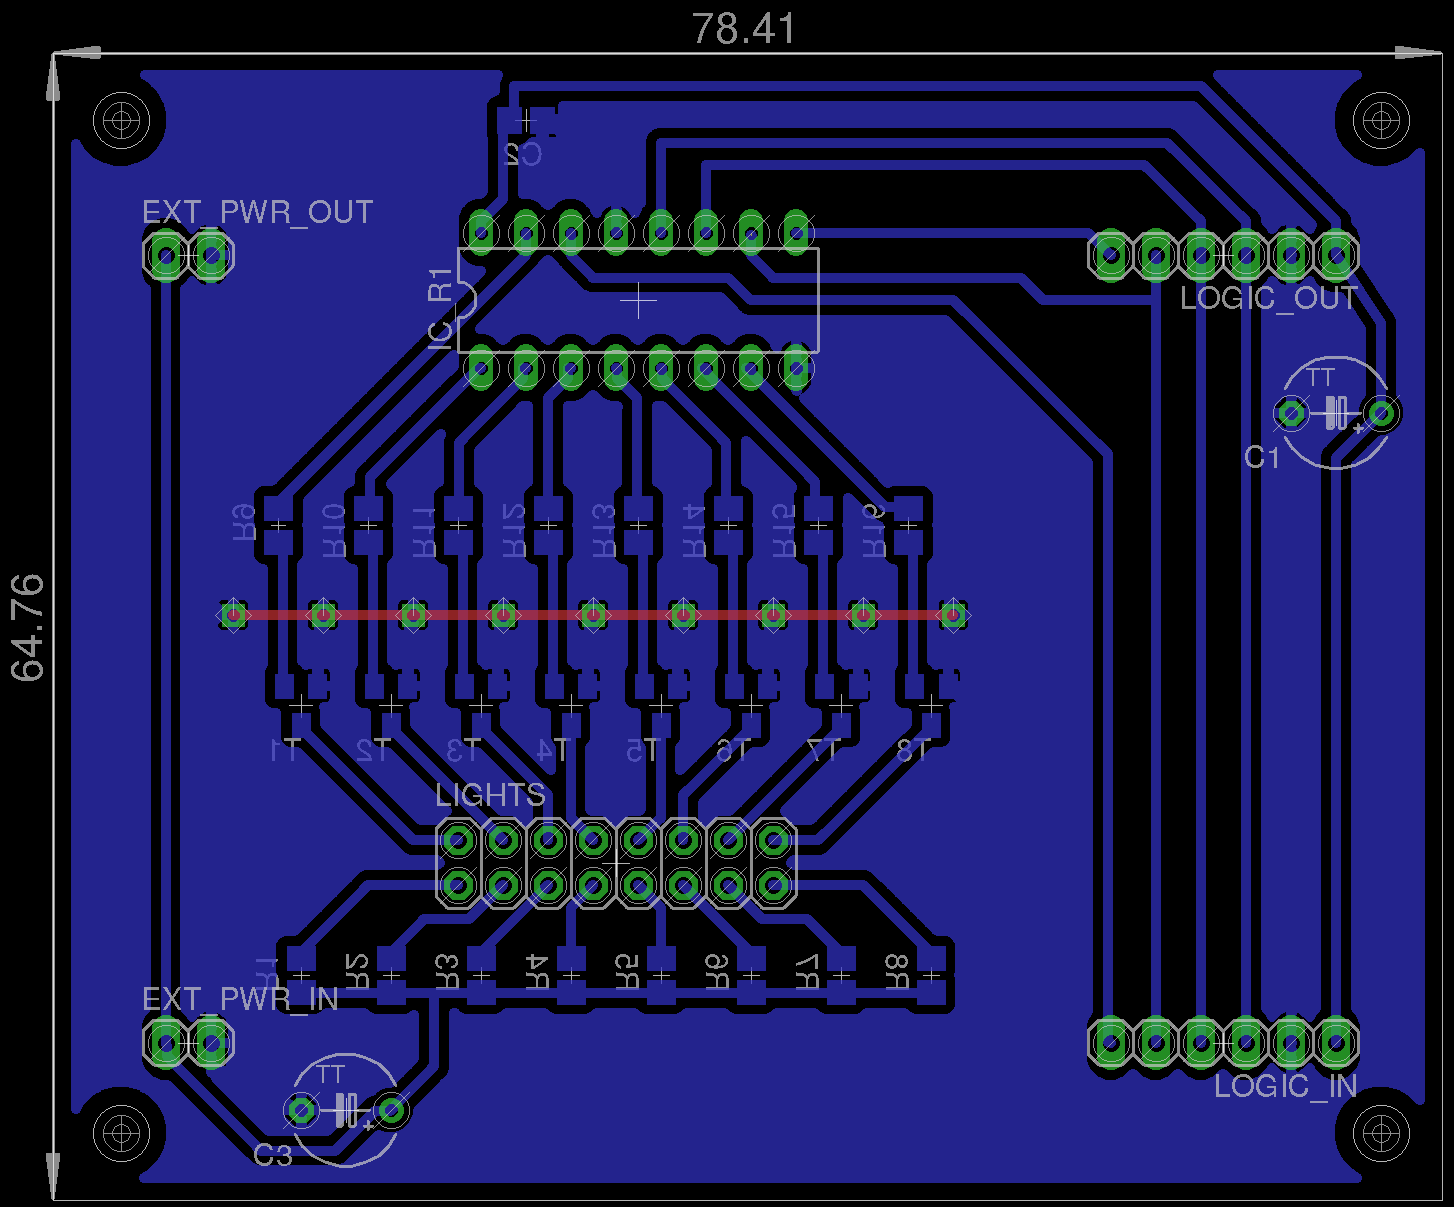 78.41
64.76
C2
EXT_PWR_OUT
IC
R1
LOGIC_OUT
TT
C1
R9
R10
R11
R12
R13
R14
R15
R16
T1
T2
T3
T4
T5
T6
T7
T8
LIGHTS
R1
R2
R3
R4
R5
R6
R7
R8
EXT_PWR_IN
LOGIC_IN
TT
C3